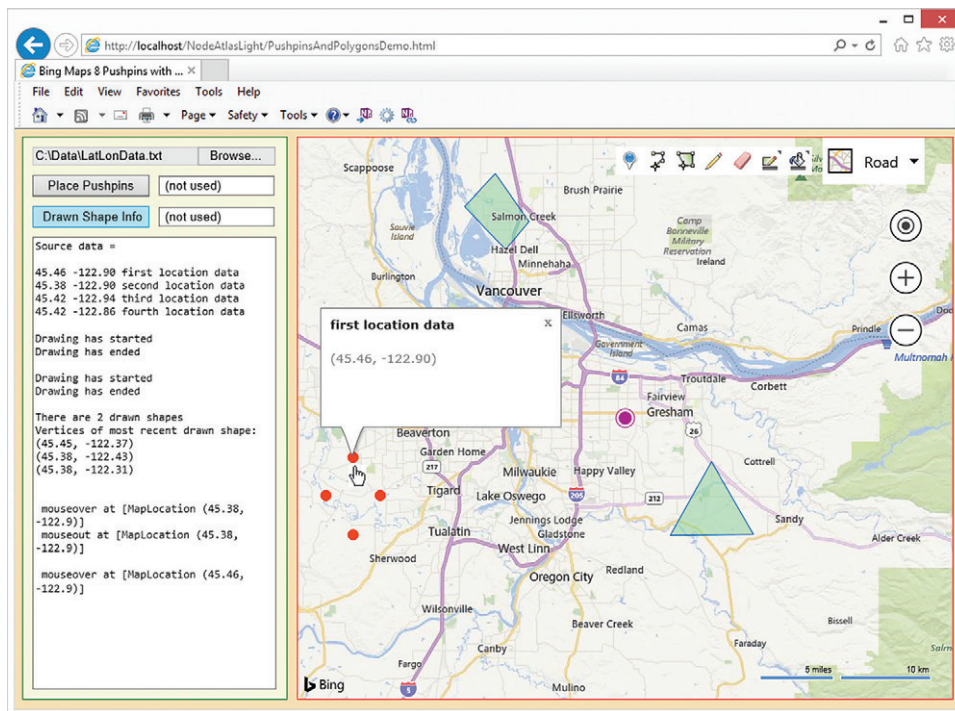 http://localhost/NodeAtlasLight/PushpinsAndPolygonsDemo.html
Bing Maps 8 Pushpins with ...
File Edit View Favorites Tools Help
Page Safety Tools
C:\Data\LatLonData.txt Browse...
Place Pushpins (not used)
Drawn Shape Info (not used)
Source data =
45.46 -122.90 first location data
45.38 -122.90 second location data
45.42 -122.94 third location data
45.42 -122.86 fourth location data
Drawing has started
Drawing has ended
Drawing has started
Drawing has ended
There are 2 drawn shapes
Vertices of most recent drawn shape:
(45.45, -122.37)
(45.38, -122.43)
(45.38, -122.31)
mouseover at [MapLocation (45.38,
-122.9)]
mouseout at [MapLocation (45.38,
-122.9)]
mouseover at [MapLocation (45.46,
-122.9)]
Road
Scappoose
Brush Prairie
Salmon Creek
Sauvie
Island
Camp
Bonneville
Military
Reservation
Hazel Dell
Minnehaha
Ireland
Burlington
Vancouver
first location data x
(45.46, -122.90)
Ellsworth
Camas
Prindle
Government
Island
Multnomah
84
Troutdale
Corbett
Fairview
Gresham
26
Beaverton
Garden Home
217
Milwaukie
Happy Valley
Cottrell
Tigard
Lake Oswego
205
212
Jennings Lodge
Gladstone
Sandy
Tualatin
West Linn
Alder Creek
Sherwood
Redland
Oregon City
Wilsonville
Beaver Creek
Bissell
Faraday
Canby
Fargo
5
Mulino
5 miles 10 km
Bing